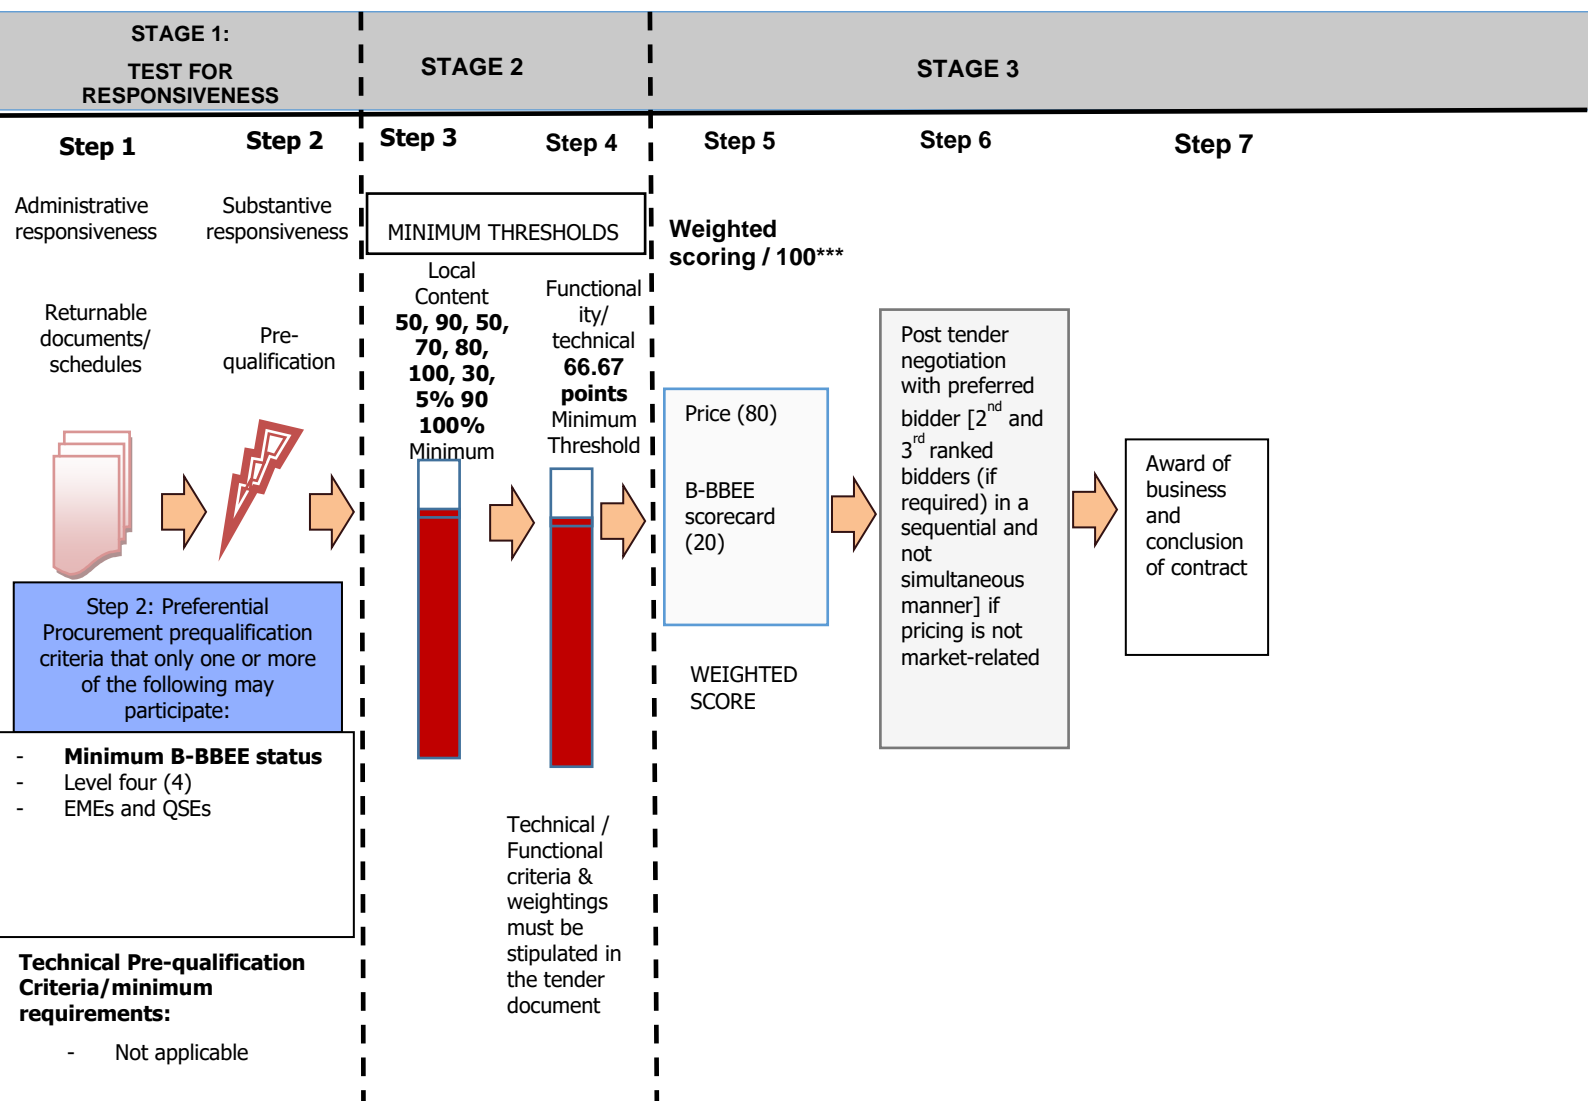 STAGE 1:
TEST FOR
RESPONSIVENESS
STAGE 2
STAGE 3
Step 1
Step 2
Step 3
Step 4
Step 5
Step 6
Step 7
Administrative
responsiveness
Substantive
responsiveness
MINIMUM THRESHOLDS
Weighted
scoring / 100***
Returnable
documents/
schedules
Pre-
qualification
Local
Content
50, 90, 50,
70, 80,
100, 30,
5% 90
100%
Minimum
Functional
ity/
technical
66.67
points
Minimum
Threshold
Price (80)
B-BBEE
scorecard
(20)
WEIGHTED
SCORE
Post tender
negotiation
with preferred
bidder [2nd and
3rd ranked
bidders (if
required) in a
sequential and
not
simultaneous
manner] if
pricing is not
market-related
Award of
business
and
conclusion
of contract
Step 2: Preferential
Procurement prequalification
criteria that only one or more
of the following may
participate:
- Minimum B-BBEE status
- Level four (4)
- EMEs and QSEs
Technical / 
Functional
criteria &
weightings
must be
stipulated in
the tender
document
Technical Pre-qualification
Criteria/minimum
requirements:
- Not applicable